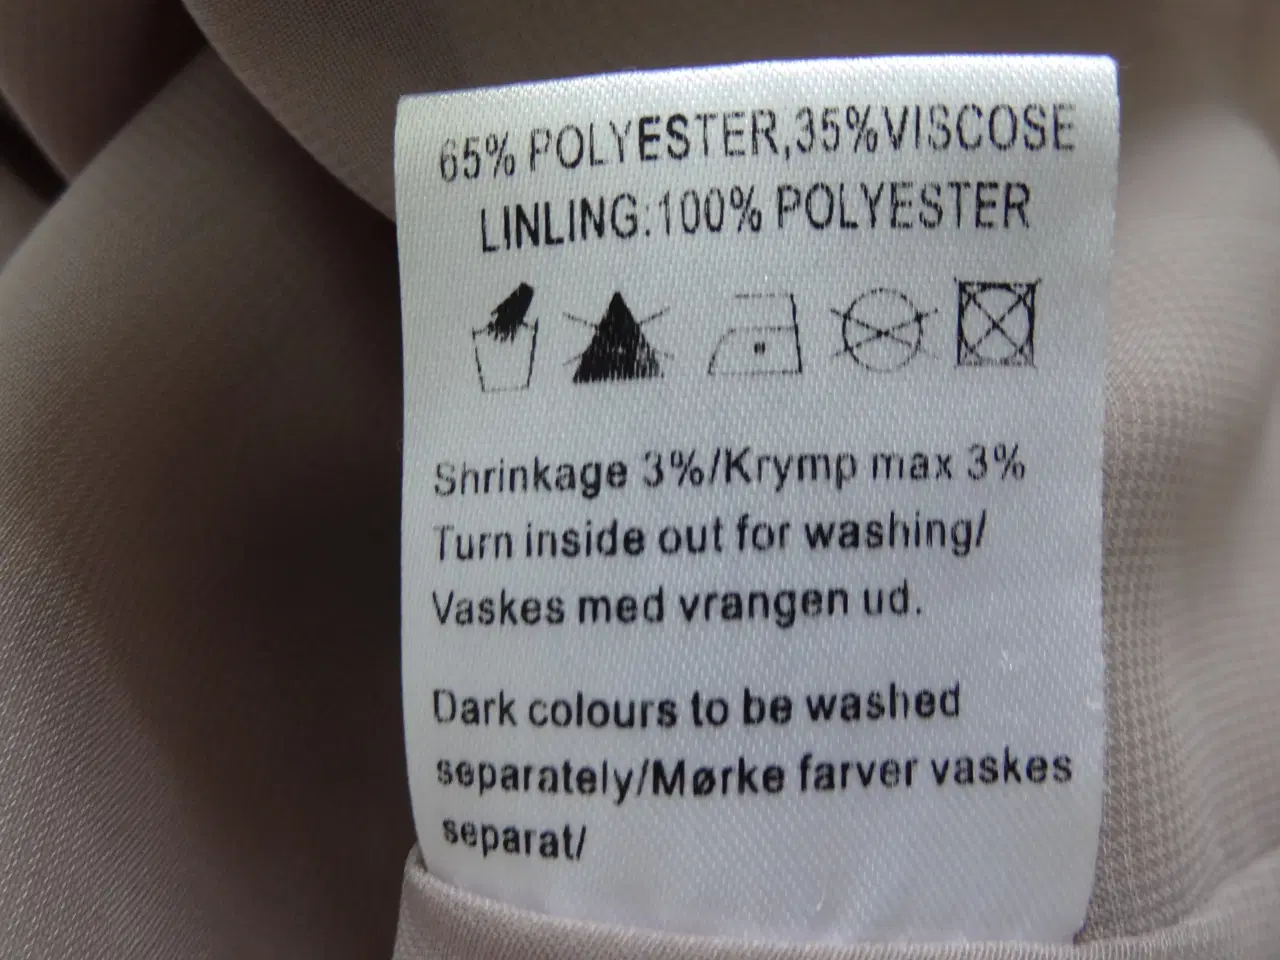 65% POLYESTER,35%VISCOSE
LINLING:100% POLYESTER
Shrinkage 3%/Krymp max 3%
Turn inside out for washing/
Vaskes med vrangen ud.
Dark colours to be washed
separately/Mørke farver vaskes
separat/